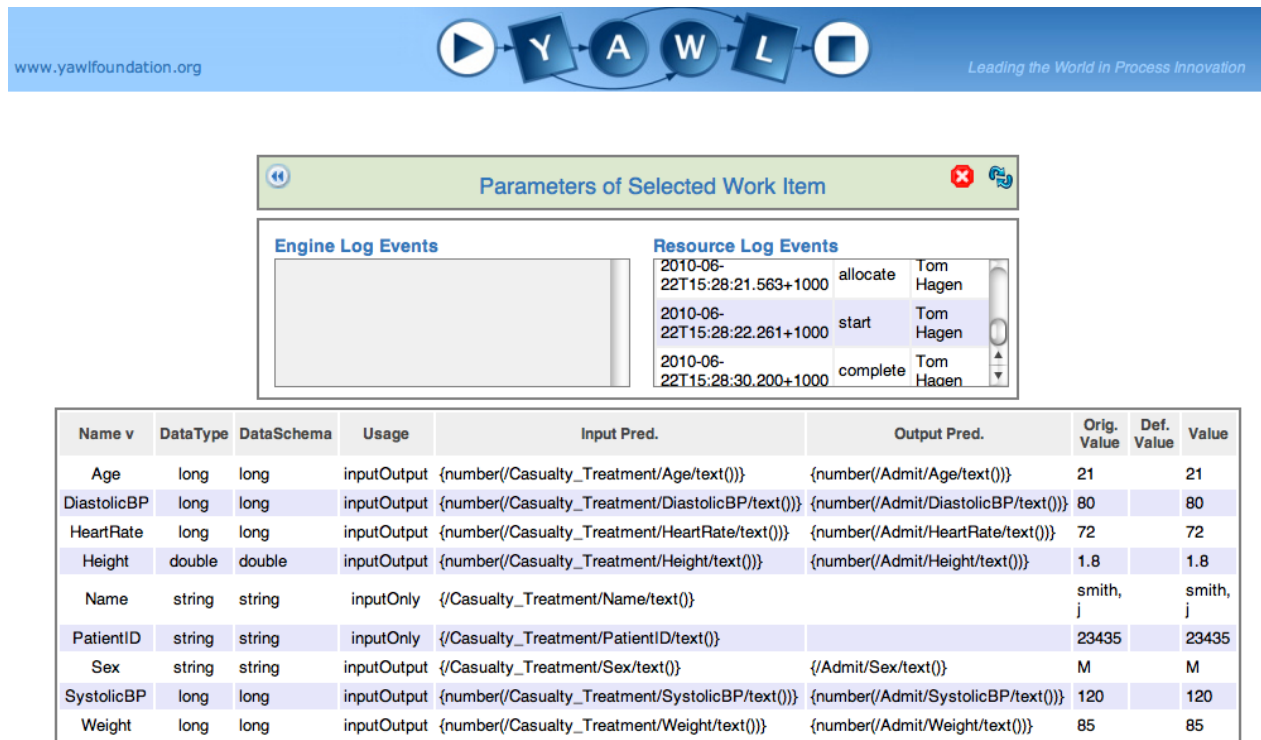 www.yawlfoundation.org
Y A W L
Leading the World in Process Innovation
Parameters of Selected Work Item
Engine Log Events
Resource Log Events
2010-06-
22T15:28:21.563+1000 allocate Tom Hagen
2010-06-
22T15:28:22.261+1000 start Tom Hagen
2010-06-
22T15:28:30.200+1000 complete Tom Hagen
Name v DataType DataSchema Usage Input Pred. Output Pred. Orig. Value Def. Value Value
Age long long inputOutput {number(/Casualty_Treatment/Age/text())} {number(/Admit/Age/text())} 21 21
DiastolicBP long long inputOutput {number(/Casualty_Treatment/DiastolicBP/text())} {number(/Admit/DiastolicBP/text())} 80 80
HeartRate long long inputOutput {number(/Casualty_Treatment/HeartRate/text())} {number(/Admit/HeartRate/text())} 72 72
Height double double inputOutput {number(/Casualty_Treatment/Height/text())} {number(/Admit/Height/text())} 1.8 1.8
Name string string inputOnly {/Casualty_Treatment/Name/text()} smith, j smith, j
PatientID string string inputOnly {/Casualty_Treatment/PatientID/text()} 23435 23435
Sex string string inputOutput {/Casualty_Treatment/Sex/text()} {/Admit/Sex/text()} M M
SystolicBP long long inputOutput {number(/Casualty_Treatment/SystolicBP/text())} {number(/Admit/SystolicBP/text())} 120 120
Weight long long inputOutput {number(/Casualty_Treatment/Weight/text())} {number(/Admit/Weight/text())} 85 85